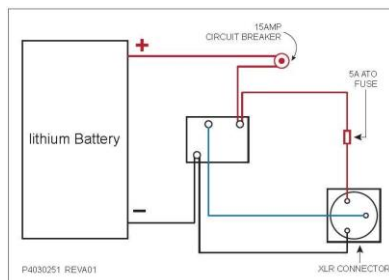 15AMP
CIRCUIT BREAKER
+
5A ATO
FUSE
lithium Battery
−
P4030251 REVA01
XLR CONNECTOR